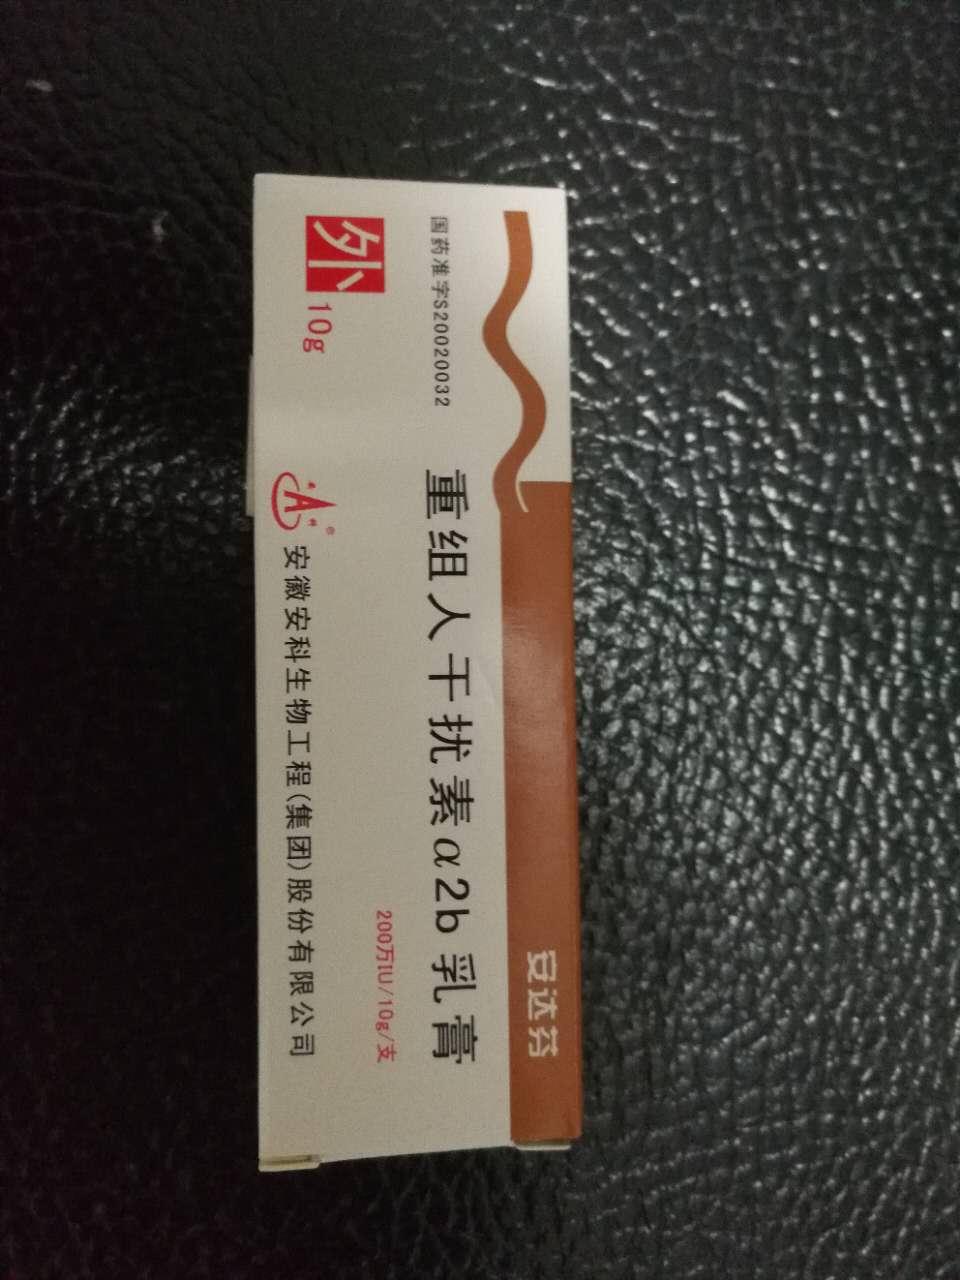 安达芬
国药准字S20020032
重组人干扰素α2b乳膏
200万IU/10g/支
外
10g
安科®
安徽安科生物工程(集团)股份有限公司